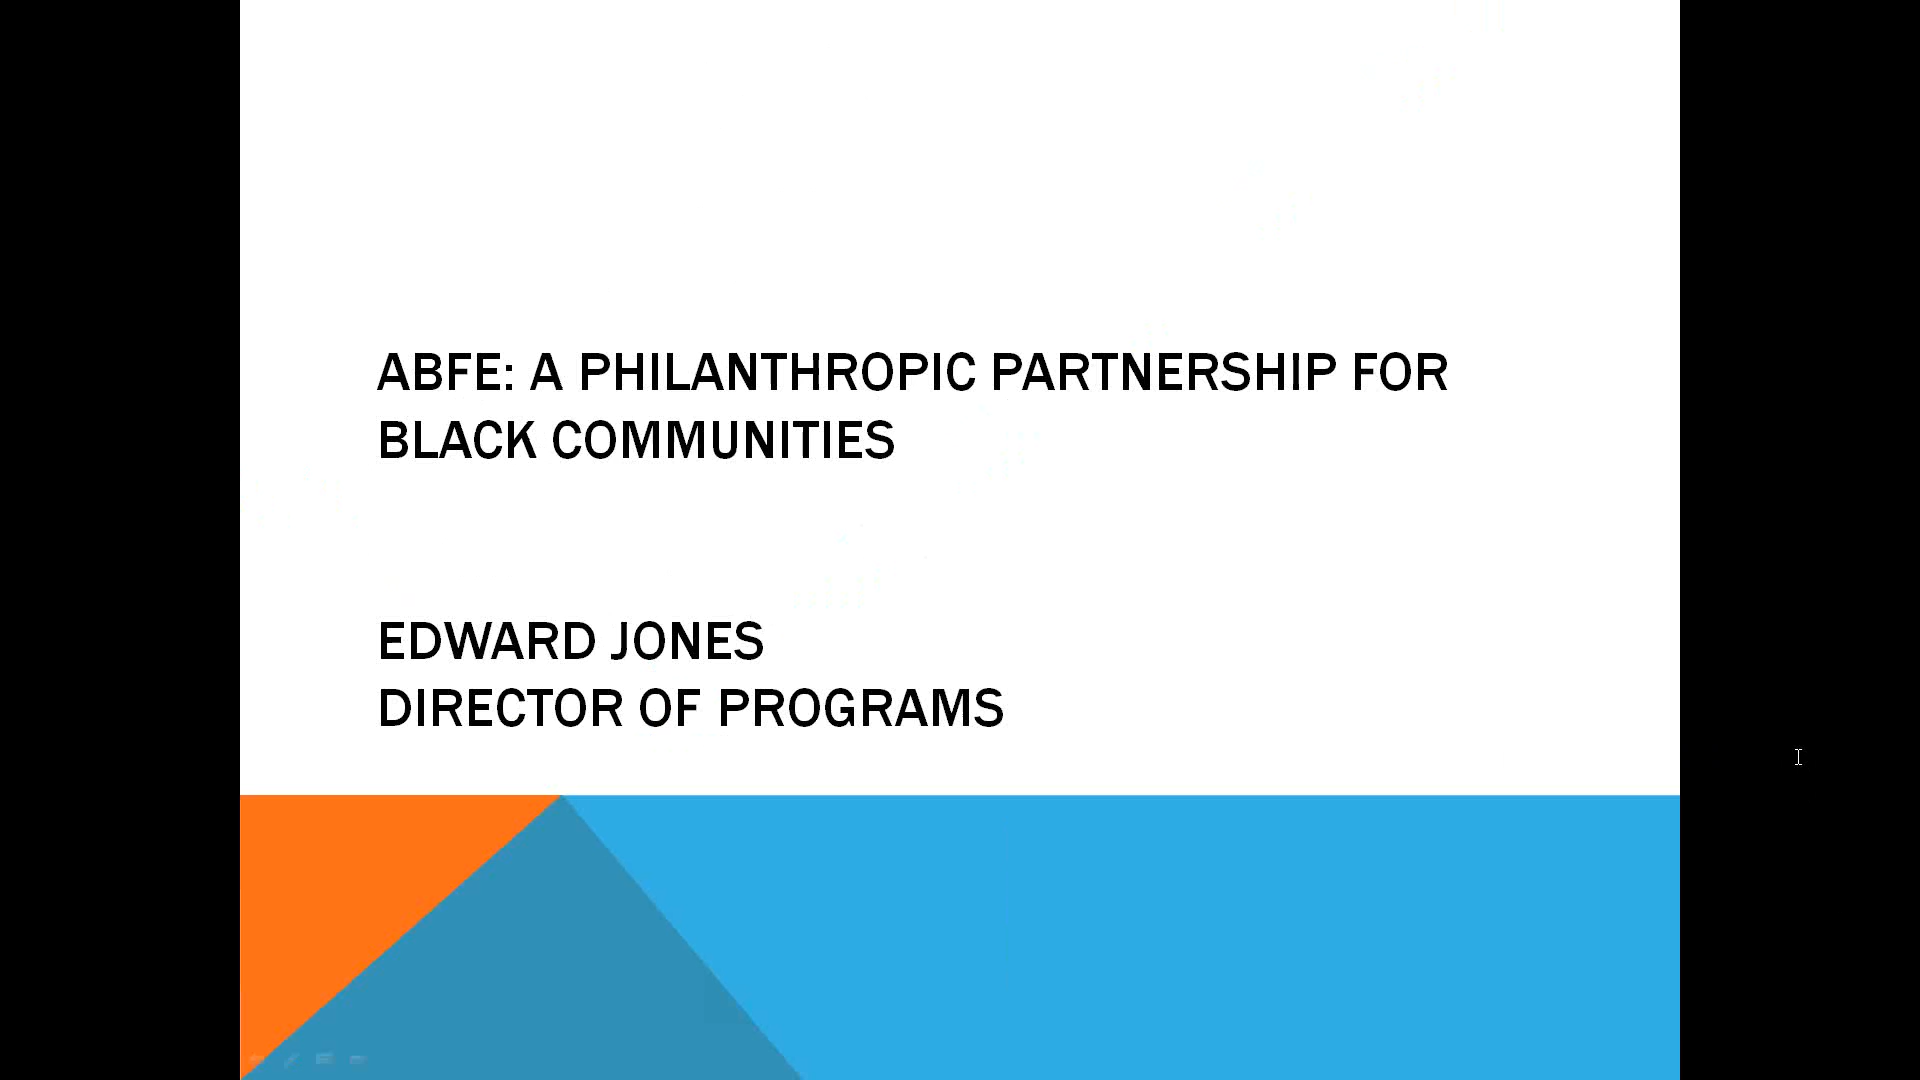 ABFE: A PHILANTHROPIC PARTNERSHIP FOR
BLACK COMMUNITIES
EDWARD JONES
DIRECTOR OF PROGRAMS